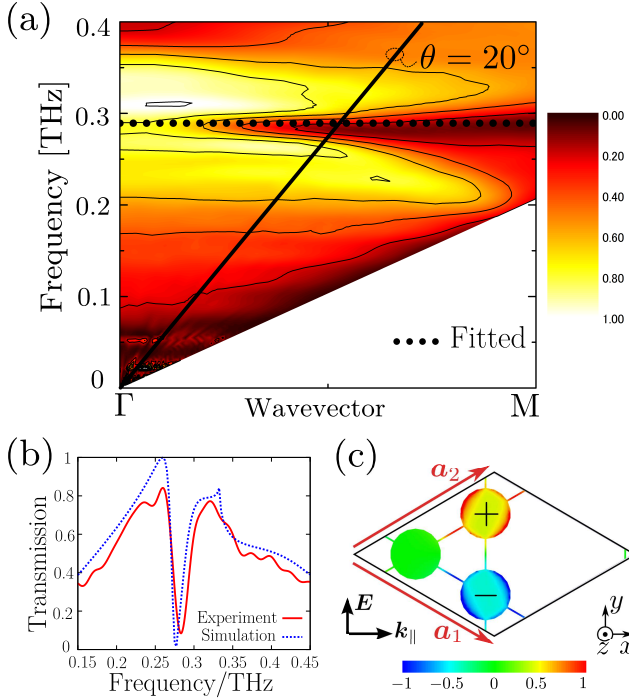 (a)
0.4
0.3
0.2
0.1
0
Frequency [THz]
θ = 20°
Fitted
Γ
Wavevector
M
0.00
0.20
0.40
0.60
0.80
1.00
(b)
1
0.8
0.6
0.4
0.2
0
Transmission
Experiment
Simulation
0.15
0.2
0.25
0.3
0.35
0.4
0.45
Frequency/THz
(c)
a₂
+
−
E
k∥
a₁
y
z
x
−1
−0.5
0
0.5
1